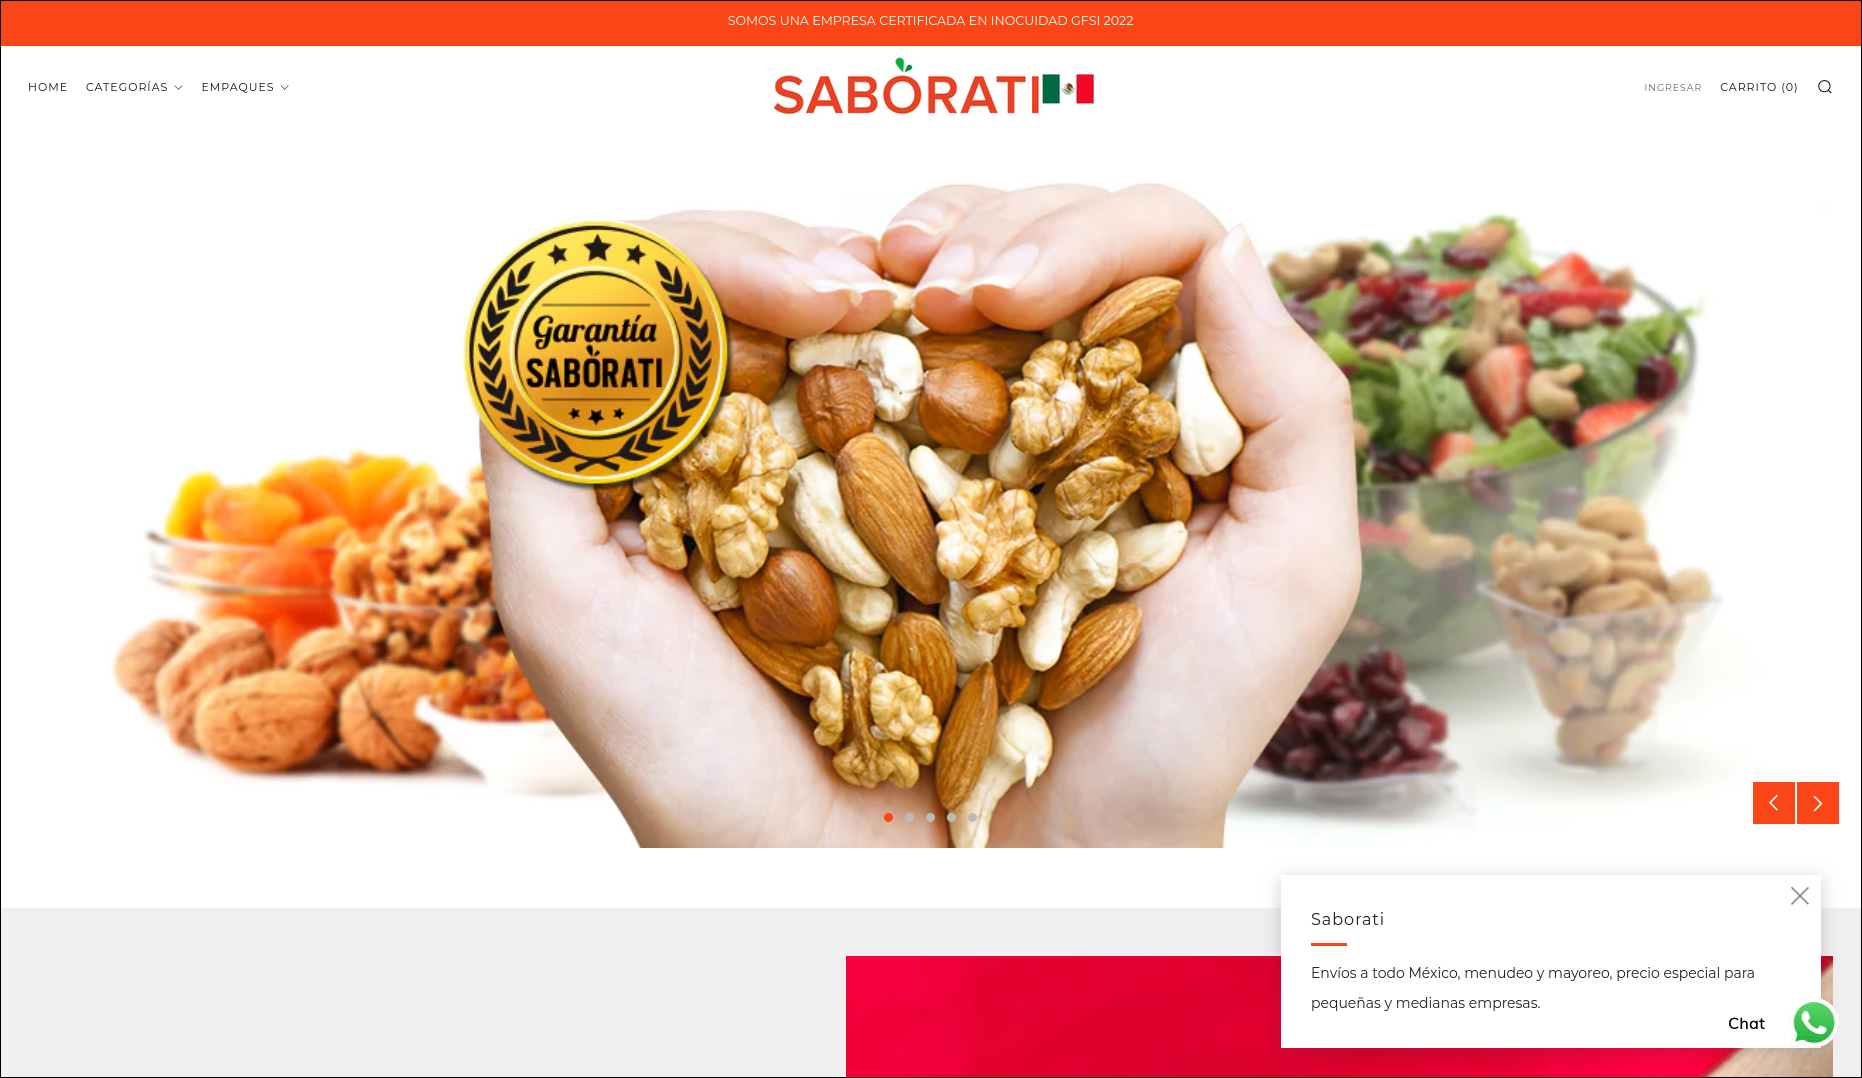 SOMOS UNA EMPRESA CERTIFICADA EN INOCUIDAD GFSI 2022
HOME CATEGORÍAS EMPAQUES
SABORATI
INGRESAR CARRITO (0)
Garantía
SABORATI
Saborati
Envíos a todo México, menudeo y mayoreo, precio especial para
pequeñas y medianas empresas.
Chat